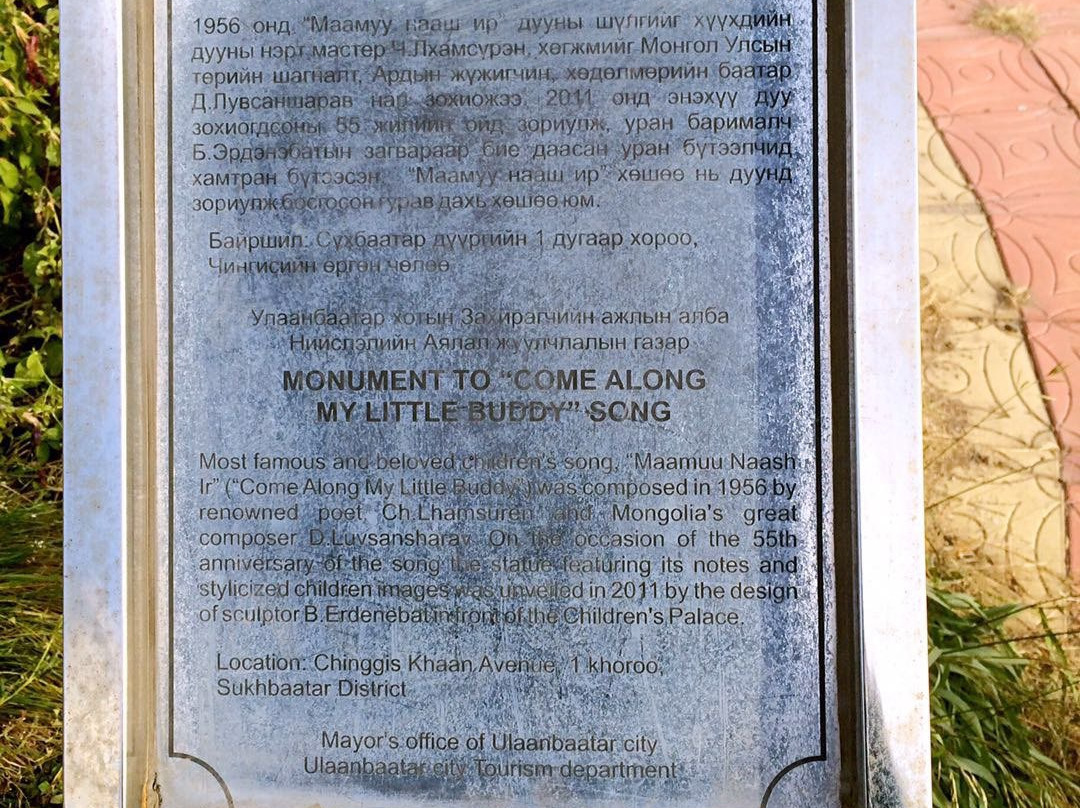 1956 онд "Маамуу нааш ир" дууны шүлгийг хүүхдийн
дууны нэрт мастер Ч.Лхамсүрэн, хөгжмийг Монгол Улсын
төрийн шагналт, Ардын жүжигчин, хөдөлмөрийн баатар
Д.Лувсаншарав нар зохиожээ. 2011 онд энэхүү дуу
зохиогдсоны 55 жилийн ойд зориулж, уран барималч
Б.Эрдэнэбатын загвараар бие даасан уран бүтээлчид
хамтран бүтээсэн. "Маамуу нааш ир" хөшөө нь дуунд
зориулж босгосон гурав дахь хөшөө юм.
Байршил: Сүхбаатар дүүргийн 1 дугаар хороо,
Чингисийн өргөн чөлөө
Улаанбаатар хотын Захирагчийн ажлын алба
Нийслэлийн Аялал жуулчлалын газар
MONUMENT TO "COME ALONG
MY LITTLE BUDDY" SONG
Most famous and beloved children's song, "Maamuu Naash
Ir" ("Come Along My Little Buddy") was composed in 1956 by
renowned poet Ch.Lhamsuren and Mongolia's great
composer D.Luvsansharav. On the occasion of the 55th
anniversary of the song the statue featuring its notes and
stylicized children images was unveiled in 2011 by the design
of sculptor B.Erdenebat in front of the Children's Palace.
Location: Chinggis Khaan Avenue, 1 khoroo,
Sukhbaatar District
Mayor's office of Ulaanbaatar city
Ulaanbaatar city Tourism department